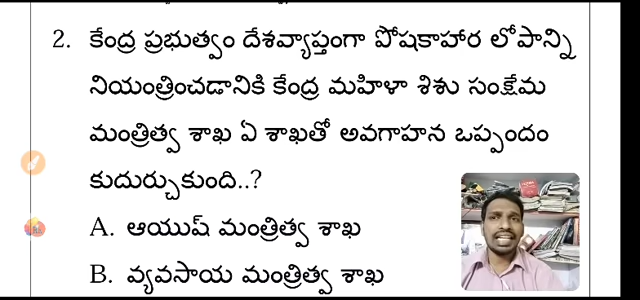 2. కేంద్ర ప్రభుత్వం దేశవ్యాప్తంగా పోషకాహార లోపాన్ని
నియంత్రించడానికి కేంద్ర మహిళా శిశు సంక్షేమ
మంత్రిత్వ శాఖ ఏ శాఖతో అవగాహన ఒప్పందం
కుదుర్చుకుంది..?
A. ఆయుష్ మంత్రిత్వ శాఖ
B. వ్యవసాయ మంత్రిత్వ శాఖ